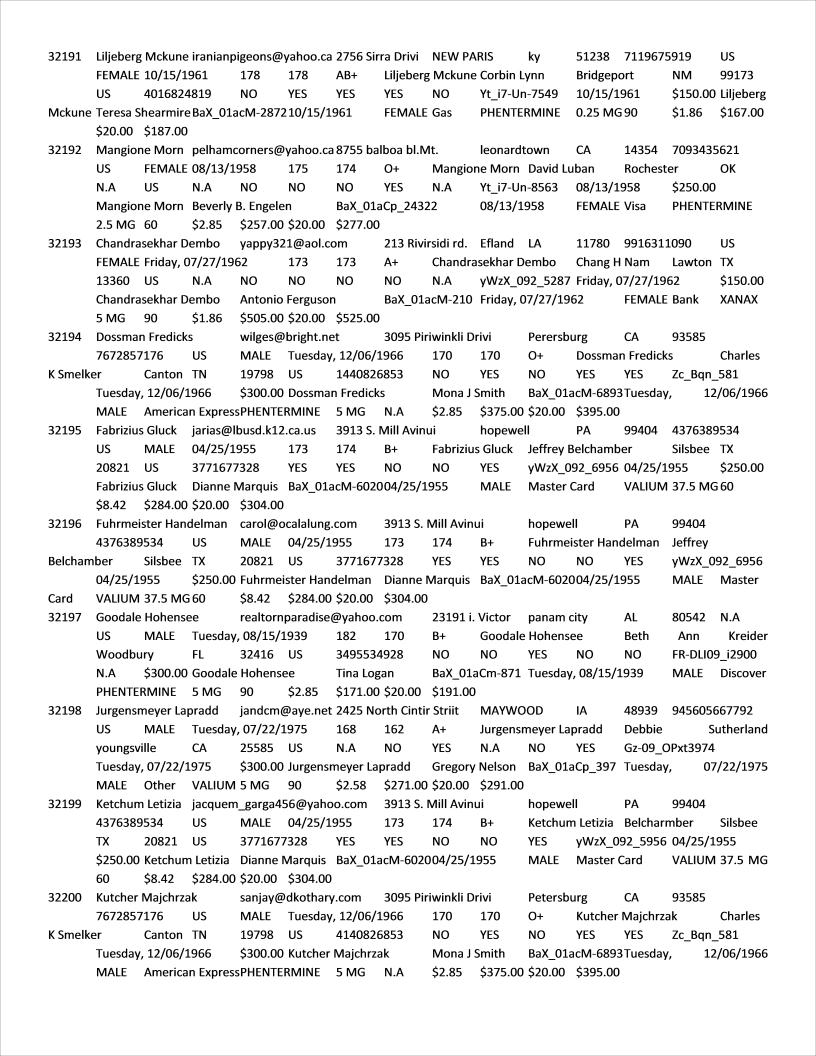 32191 Liljeberg Mckune iranianpigeons@yahoo.ca 2756 Sirra Drivi NEW PARIS ky 51238 7119675919 US
FEMALE 10/15/1961 178 178 AB+ Liljeberg Mckune Corbin Lynn Bridgeport NM 99173
US 4016824819 NO YES YES YES NO Yt_i7-Un-7549 10/15/1961 $150.00 Liljeberg
Mckune Teresa Shearmire BaX_01acM-2872 10/15/1961 FEMALE Gas PHENTERMINE 0.25 MG 90 $1.86 $167.00
$20.00 $187.00
32192 Mangione Morn pelhamcorners@yahoo.ca 8755 balboa bl.Mt. leonardtown CA 14354 7093435621
US FEMALE 08/13/1958 175 174 O+ Mangione Morn David Luban Rochester OK
N.A US N.A NO NO NO YES N.A Yt_i7-Un-8563 08/13/1958 $250.00
Mangione Morn Beverly B. Engelen BaX_01aCp_24322 08/13/1958 FEMALE Visa PHENTERMINE
2.5 MG 60 $2.85 $257.00 $20.00 $277.00
32193 Chandrasekhar Dembo yappy321@aol.com 213 Rivirsidi rd. Efland LA 11780 9916311090 US
FEMALE Friday, 07/27/1962 173 173 A+ Chandrasekhar Dembo Chang H Nam Lawton TX
13360 US N.A NO NO NO NO N.A yWzX_092_5287 Friday, 07/27/1962 $150.00
Chandrasekhar Dembo Antonio Ferguson BaX_01acM-210 Friday, 07/27/1962 FEMALE Bank XANAX
5 MG 90 $1.86 $505.00 $20.00 $525.00
32194 Dossman Fredicks wilges@bright.net 3095 Piriwinkli Drivi Perersburg CA 93585
7672857176 US MALE Tuesday, 12/06/1966 170 170 O+ Dossman Fredicks Charles
K Smelker Canton TN 19798 US 1440826853 NO YES NO YES YES Zc_Bqn_581
Tuesday, 12/06/1966 $300.00 Dossman Fredicks Mona J Smith BaX_01acM-6893 Tuesday, 12/06/1966
MALE American Express PHENTERMINE 5 MG N.A $2.85 $375.00 $20.00 $395.00
32195 Fabrizius Gluck jarias@lbusd.k12.ca.us 3913 S. Mill Avinui hopewell PA 99404 4376389534
US MALE 04/25/1955 173 174 B+ Fabrizius Gluck Jeffrey Belchamber Silsbee TX
20821 US 3771677328 YES YES NO NO YES yWzX_092_6956 04/25/1955 $250.00
Fabrizius Gluck Dianne Marquis BaX_01acM-6020 04/25/1955 MALE Master Card VALIUM 37.5 MG 60
$8.42 $284.00 $20.00 $304.00
32196 Fuhrmeister Handelman carol@ocalalung.com 3913 S. Mill Avinui hopewell PA 99404
4376389534 US MALE 04/25/1955 173 174 B+ Fuhrmeister Handelman Jeffrey
Belchamber Silsbee TX 20821 US 3771677328 YES YES NO NO YES yWzX_092_6956
04/25/1955 $250.00 Fuhrmeister Handelman Dianne Marquis BaX_01acM-6020 04/25/1955 MALE Master
Card VALIUM 37.5 MG 60 $8.42 $284.00 $20.00 $304.00
32197 Goodale Hohensee realtornparadise@yahoo.com 23191 i. Victor panam city AL 80542 N.A
US MALE Tuesday, 08/15/1939 182 170 B+ Goodale Hohensee Beth Ann Kreider
Woodbury FL 32416 US 3495534928 NO NO YES NO NO FR-DLI09_i2900
N.A $300.00 Goodale Hohensee Tina Logan BaX_01aCm-871 Tuesday, 08/15/1939 MALE Discover
PHENTERMINE 5 MG 90 $2.85 $171.00 $20.00 $191.00
32198 Jurgensmeyer Lapradd jandcm@aye.net 2425 North Cintir Striit MAYWOOD IA 48939 945605667792
US MALE Tuesday, 07/22/1975 168 162 A+ Jurgensmeyer Lapradd Debbie Sutherland
youngsville CA 25585 US N.A NO YES N.A NO YES Gz-09_OPxt3974
Tuesday, 07/22/1975 $300.00 Jurgensmeyer Lapradd Gregory Nelson BaX_01aCp_397 Tuesday, 07/22/1975
MALE Other VALIUM 5 MG 90 $2.58 $271.00 $20.00 $291.00
32199 Ketchum Letizia jacquem_garga456@yahoo.com 3913 S. Mill Avinui hopewell PA 99404
4376389534 US MALE 04/25/1955 173 174 B+ Ketchum Letizia Belcharmber Silsbee
TX 20821 US 3771677328 YES YES NO NO YES yWzX_092_5956 04/25/1955
$250.00 Ketchum Letizia Dianne Marquis BaX_01acM-6020 04/25/1955 MALE Master Card VALIUM 37.5 MG
60 $8.42 $284.00 $20.00 $304.00
32200 Kutcher Majchrzak sanjay@dkothary.com 3095 Piriwinkli Drivi Petersburg CA 93585
7672857176 US MALE Tuesday, 12/06/1966 170 170 O+ Kutcher Majchrzak Charles
K Smelker Canton TN 19798 US 4140826853 NO YES NO YES YES Zc_Bqn_581
Tuesday, 12/06/1966 $300.00 Kutcher Majchrzak Mona J Smith BaX_01acM-6893 Tuesday, 12/06/1966
MALE American Express PHENTERMINE 5 MG N.A $2.85 $375.00 $20.00 $395.00